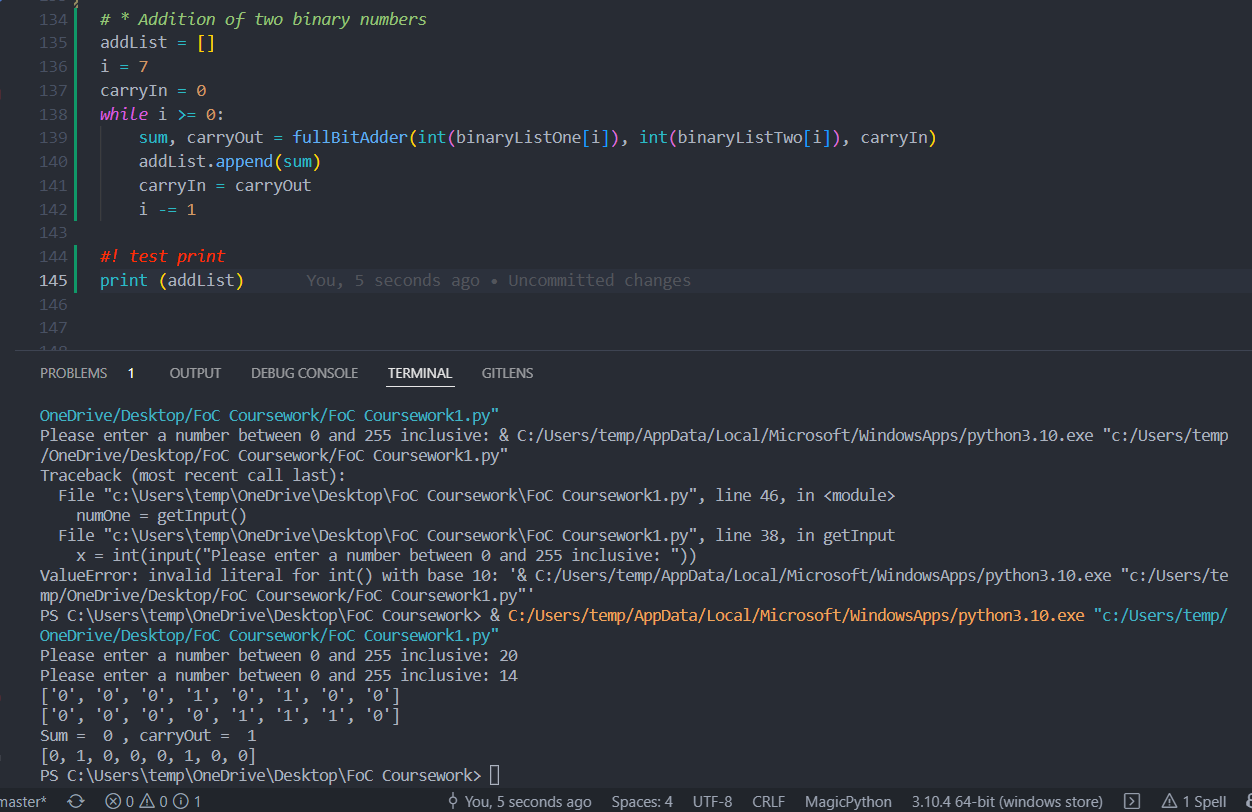 134 # * Addition of two binary numbers
135 addList = []
136 i = 7
137 carryIn = 0
138 while i >= 0:
139     sum, carryOut = fullBitAdder(int(binaryListOne[i]), int(binaryListTwo[i]), carryIn)
140     addList.append(sum)
141     carryIn = carryOut
142     i -= 1
143
144 #! test print
145 print (addList) You, 5 seconds ago • Uncommitted changes
146
147
PROBLEMS 1 OUTPUT DEBUG CONSOLE TERMINAL GITLENS
OneDrive/Desktop/FoC Coursework/FoC Coursework1.py"
Please enter a number between 0 and 255 inclusive: & C:/Users/temp/AppData/Local/Microsoft/WindowsApps/python3.10.exe "c:/Users/temp
/OneDrive/Desktop/FoC Coursework/FoC Coursework1.py"
Traceback (most recent call last):
  File "c:\Users\temp\OneDrive\Desktop\FoC Coursework\FoC Coursework1.py", line 46, in <module>
    numOne = getInput()
  File "c:\Users\temp\OneDrive\Desktop\FoC Coursework\FoC Coursework1.py", line 38, in getInput
    x = int(input("Please enter a number between 0 and 255 inclusive: "))
ValueError: invalid literal for int() with base 10: '& C:/Users/temp/AppData/Local/Microsoft/WindowsApps/python3.10.exe "c:/Users/te
mp/OneDrive/Desktop/FoC Coursework/FoC Coursework1.py"'
PS C:\Users\temp\OneDrive\Desktop\FoC Coursework> & C:/Users/temp/AppData/Local/Microsoft/WindowsApps/python3.10.exe "c:/Users/temp/
OneDrive/Desktop/FoC Coursework/FoC Coursework1.py"
Please enter a number between 0 and 255 inclusive: 20
Please enter a number between 0 and 255 inclusive: 14
['0', '0', '0', '1', '0', '1', '0', '0']
['0', '0', '0', '0', '1', '1', '1', '0']
Sum =  0 , carryOut =  1
[0, 1, 0, 0, 0, 1, 0, 0]
PS C:\Users\temp\OneDrive\Desktop\FoC Coursework>
master* 0 0 1 You, 5 seconds ago Spaces: 4 UTF-8 CRLF MagicPython 3.10.4 64-bit (windows store) 1 Spell